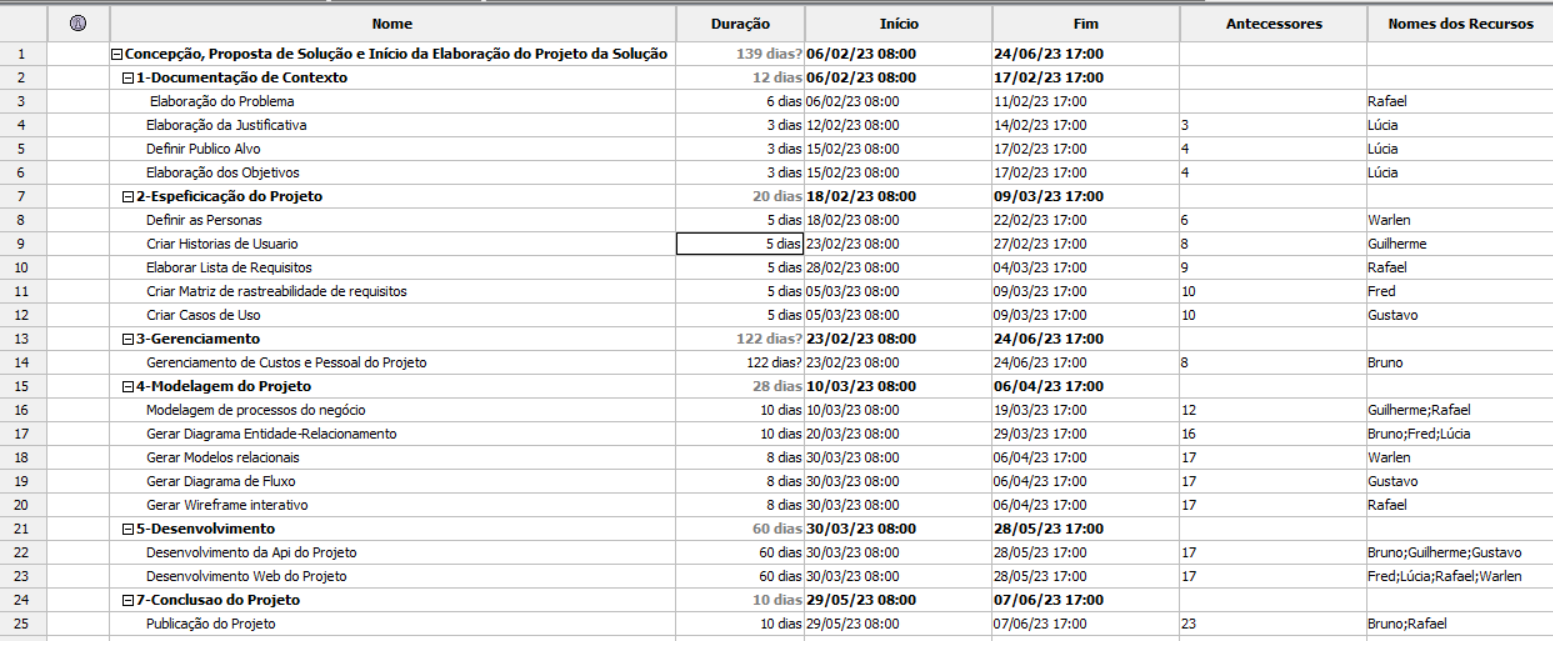 Nome Duração Início Fim Antecessores Nomes dos Recursos
1 Concepção, Proposta de Solução e Início da Elaboração do Projeto da Solução 139 dias? 06/02/23 08:00 24/06/23 17:00
2 1-Documentação de Contexto 12 dias 06/02/23 08:00 17/02/23 17:00
3 Elaboração do Problema 6 dias 06/02/23 08:00 11/02/23 17:00 Rafael
4 Elaboração da Justificativa 3 dias 12/02/23 08:00 14/02/23 17:00 3 Lúcia
5 Definir Publico Alvo 3 dias 15/02/23 08:00 17/02/23 17:00 4 Lúcia
6 Elaboração dos Objetivos 3 dias 15/02/23 08:00 17/02/23 17:00 4 Lúcia
7 2-Espeficicação do Projeto 20 dias 18/02/23 08:00 09/03/23 17:00
8 Definir as Personas 5 dias 18/02/23 08:00 22/02/23 17:00 6 Warlen
9 Criar Historias de Usuario 5 dias 23/02/23 08:00 27/02/23 17:00 8 Guilherme
10 Elaborar Lista de Requisitos 5 dias 28/02/23 08:00 04/03/23 17:00 9 Rafael
11 Criar Matriz de rastreabilidade de requisitos 5 dias 05/03/23 08:00 09/03/23 17:00 10 Fred
12 Criar Casos de Uso 5 dias 05/03/23 08:00 09/03/23 17:00 10 Gustavo
13 3-Gerenciamento 122 dias? 23/02/23 08:00 24/06/23 17:00
14 Gerenciamento de Custos e Pessoal do Projeto 122 dias? 23/02/23 08:00 24/06/23 17:00 8 Bruno
15 4-Modelagem do Projeto 28 dias 10/03/23 08:00 06/04/23 17:00
16 Modelagem de processos do negócio 10 dias 10/03/23 08:00 19/03/23 17:00 12 Guilherme;Rafael
17 Gerar Diagrama Entidade-Relacionamento 10 dias 20/03/23 08:00 29/03/23 17:00 16 Bruno;Fred;Lúcia
18 Gerar Modelos relacionais 8 dias 30/03/23 08:00 06/04/23 17:00 17 Warlen
19 Gerar Diagrama de Fluxo 8 dias 30/03/23 08:00 06/04/23 17:00 17 Gustavo
20 Gerar Wireframe interativo 8 dias 30/03/23 08:00 06/04/23 17:00 17 Rafael
21 5-Desenvolvimento 60 dias 30/03/23 08:00 28/05/23 17:00
22 Desenvolvimento da Api do Projeto 60 dias 30/03/23 08:00 28/05/23 17:00 17 Bruno;Guilherme;Gustavo
23 Desenvolvimento Web do Projeto 60 dias 30/03/23 08:00 28/05/23 17:00 17 Fred;Lúcia;Rafael;Warlen
24 7-Conclusao do Projeto 10 dias 29/05/23 08:00 07/06/23 17:00
25 Publicação do Projeto 10 dias 29/05/23 08:00 07/06/23 17:00 23 Bruno;Rafael